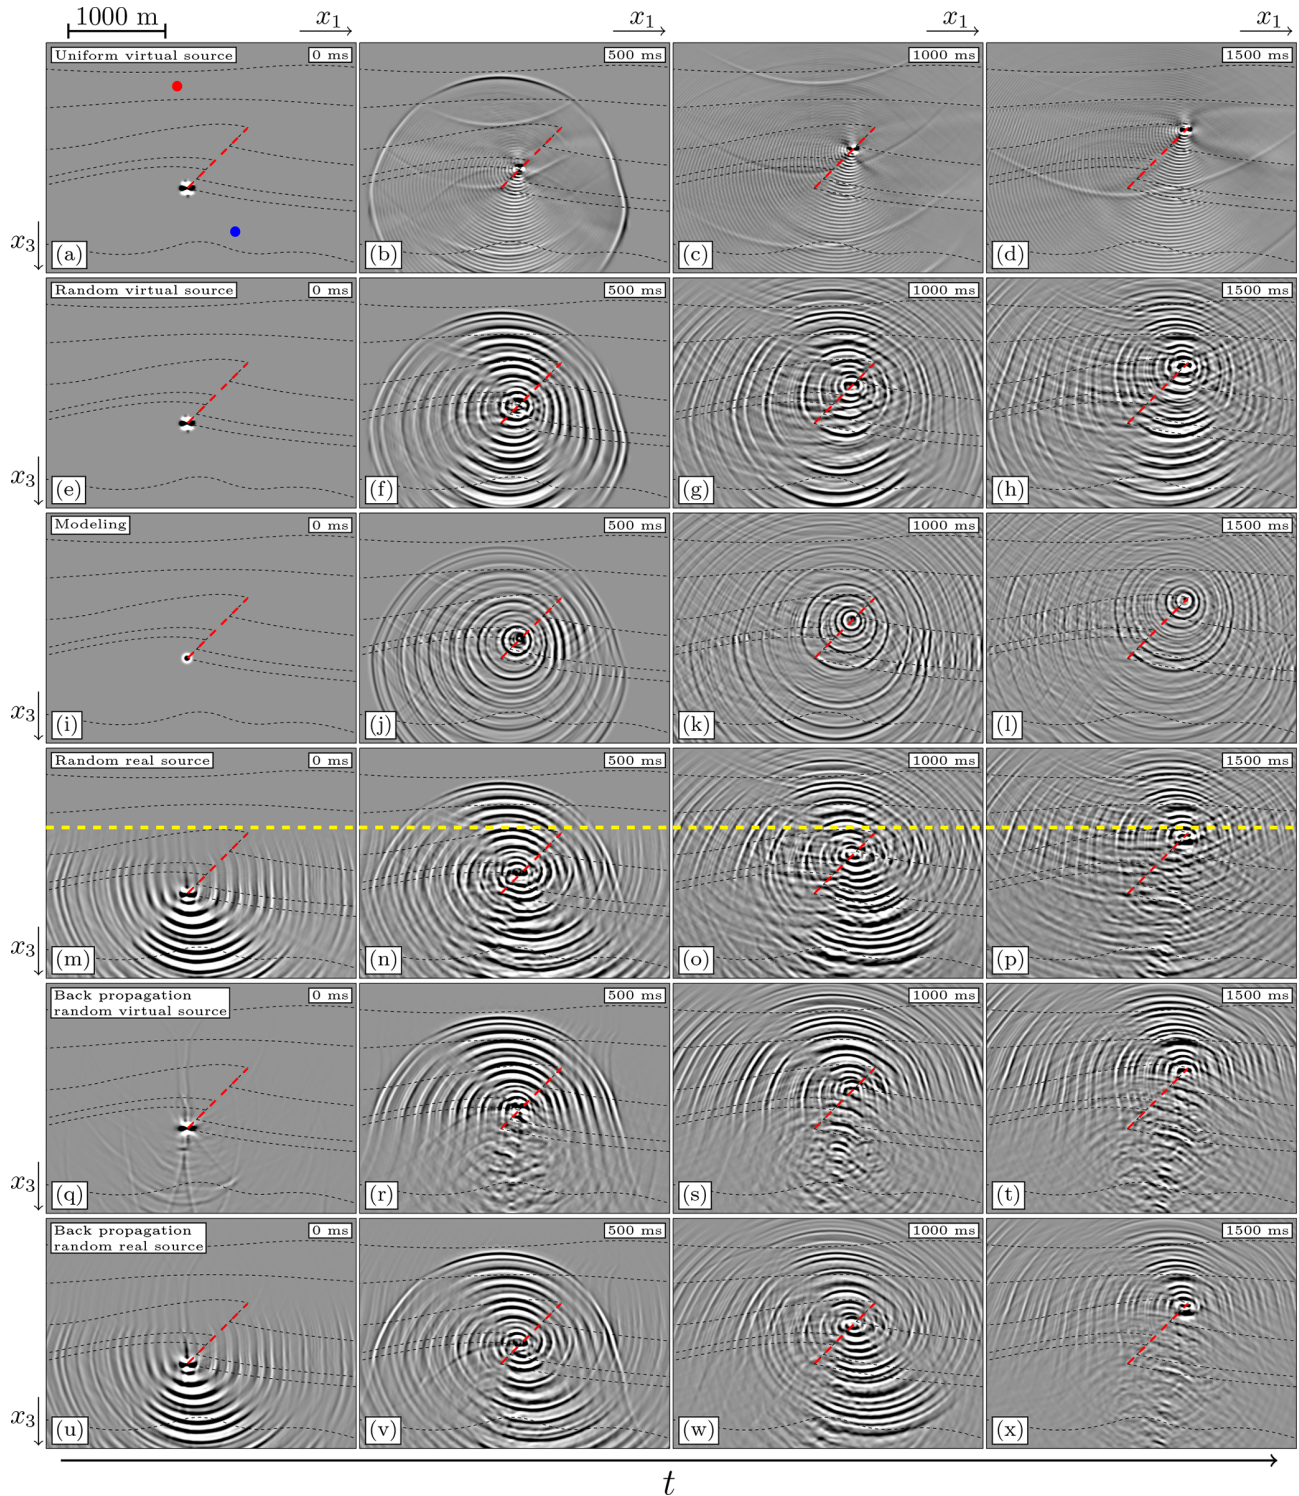 1000 m x₁ x₁ x₁ x₁
Uniform virtual source 0 ms 500 ms 1000 ms 1500 ms
x₃ (a) (b) (c) (d)
Random virtual source 0 ms 500 ms 1000 ms 1500 ms
x₃ (e) (f) (g) (h)
Modeling 0 ms 500 ms 1000 ms 1500 ms
x₃ (i) (j) (k) (l)
Random real source 0 ms 500 ms 1000 ms 1500 ms
x₃ (m) (n) (o) (p)
Back propagation 0 ms 500 ms 1000 ms 1500 ms
random virtual source
x₃ (q) (r) (s) (t)
Back propagation 0 ms 500 ms 1000 ms 1500 ms
random real source
x₃ (u) (v) (w) (x)
t